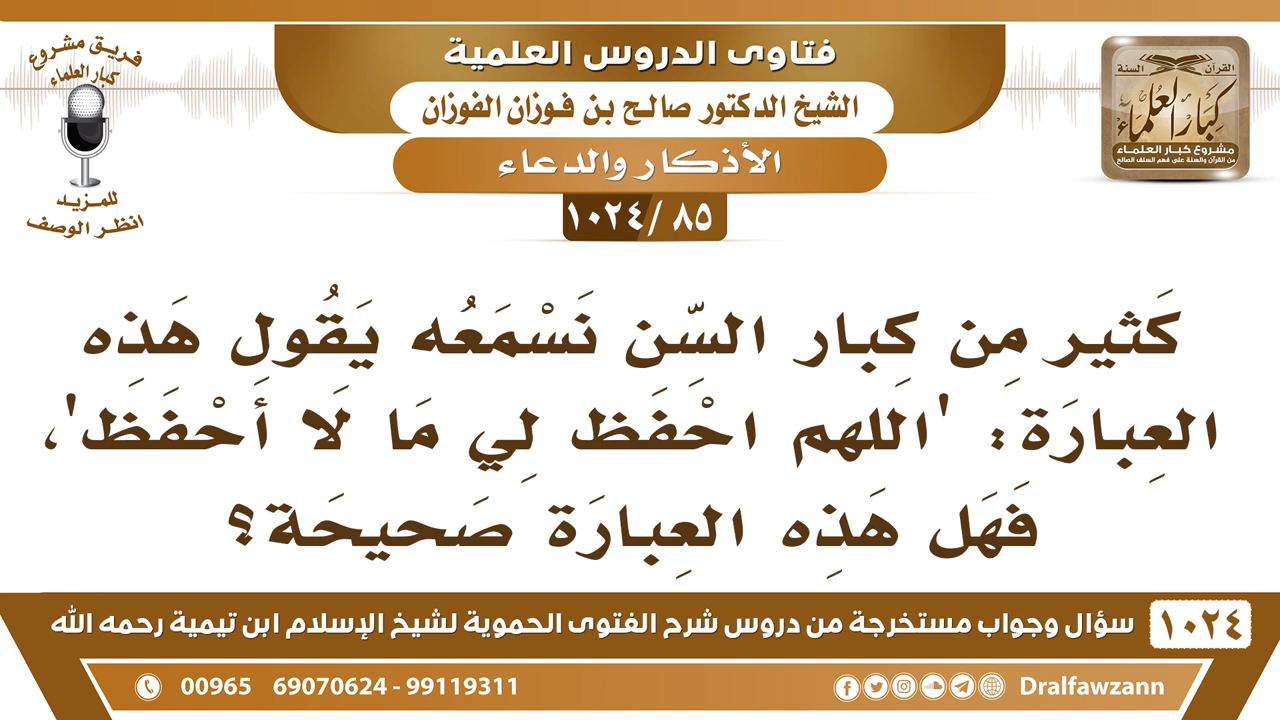 فريق مشروع
كبار العلماء
للمزيد
انظر الوصف
فتاوى الدروس العلمية
الشيخ الدكتور صالح بن فوزان الفوزان
الأذكار والدعاء
٨٥ / ١٠٢٤
القرآن السنة
كبار العلماء
مشروع كبار العلماء
من القرآن والسنة على فهم السلف الصالح
كَثير مِن كِبار السّن نَسْمَعُه يَقُول هَذه
العِبارَة: 'اللهم احْفَظ لِي مَا لَا أَحْفَظ'،
فَهَل هَذِه العِبارَة صَحيحَة؟
سؤال وجواب مستخرجة من دروس شرح الفتوى الحموية لشيخ الإسلام ابن تيمية رحمه الله
١٠٢٤
00965 69070624 - 99119311
Dralfawzann